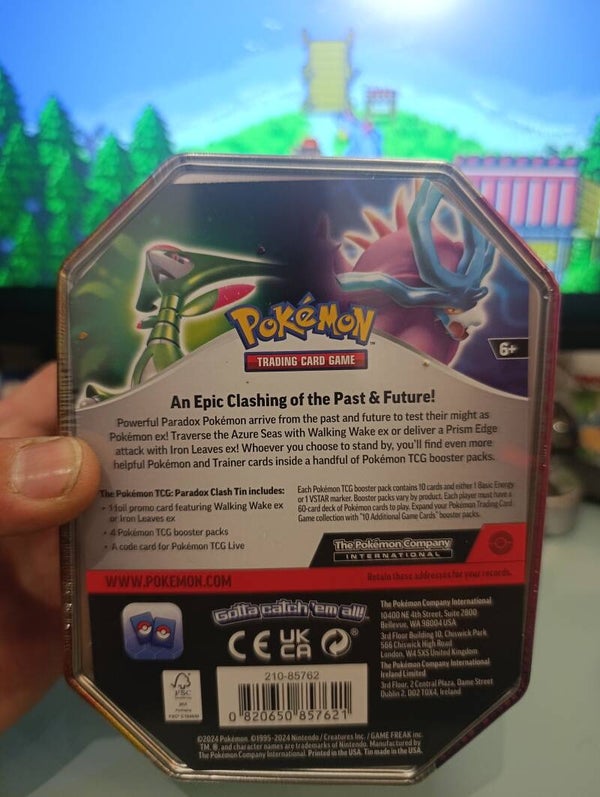 POKéMON
TRADING CARD GAME
6+
An Epic Clashing of the Past & Future!
Powerful Paradox Pokémon arrive from the past and future to test their might as
Pokémon ex! Traverse the Azure Seas with Walking Wake ex or deliver a Prism Edge
attack with Iron Leaves ex! Whoever you choose to stand by, you'll find even more
helpful Pokémon and Trainer cards inside a handful of Pokémon TCG booster packs.
The Pokémon TCG: Paradox Clash Tin includes:
• 1 foil promo card featuring Walking Wake ex
or Iron Leaves ex
• 4 Pokémon TCG booster packs
• A code card for Pokémon TCG Live
Each Pokémon TCG booster pack contains 10 cards and either 1 Basic Energy
or 1 VSTAR marker. Booster packs vary by product. Each player must have a
60-card deck of Pokémon cards to play. Expand your Pokémon Trading Card
Game collection with "10 Additional Game Cards" booster packs.
The Pokémon Company
INTERNATIONAL
WWW.POKEMON.COM
Retain these addresses for your records.
Gotta catch 'em all!
CE UK
CA
The Pokémon Company International
10400 NE 4th Street, Suite 2800
Bellevue, WA 98004 USA
3rd Floor Building 10, Chiswick Park
566 Chiswick High Road
London, W4 5XS United Kingdom
The Pokémon Company International
Ireland Limited
3rd Floor, 2 Central Plaza, Dame Street
Dublin 2, D02 T0X4, Ireland
FSC
210-85762
0 820650 857621
©2024 Pokémon. ©1995-2024 Nintendo / Creatures Inc. / GAME FREAK inc.
TM, ®, and character names are trademarks of Nintendo. Manufactured by
The Pokémon Company International. Printed in the USA. Tin made in the USA.